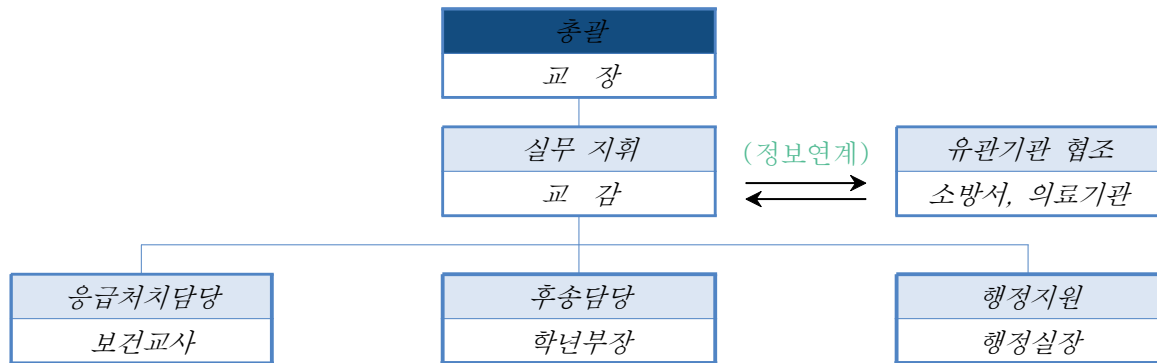 총괄
교 장
실무 지휘
교 감
(정보연계)
유관기관 협조
소방서, 의료기관
응급처치담당
보건교사
후송담당
학년부장
행정지원
행정실장